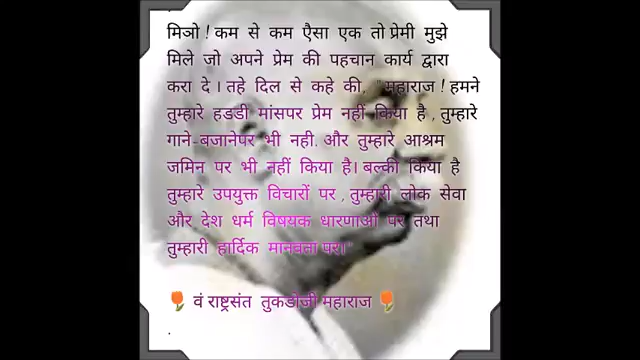 मित्रो ! कम से कम एैसा एक तो प्रेमी मुझे
मिले जो अपने प्रेम की पहचान कार्य द्वारा
करा दे । तहे दिल से कहे की, "महाराज ! हमने
तुम्हारे हडडी मांसपर प्रेम नहीं किया है , तुम्हारे
गाने-बजानेपर भी नही. और तुम्हारे आश्रम
जमिन पर भी नहीं किया है। बल्की किया है
तुम्हारे उपयुक्त विचारों पर , तुम्हारी लोक सेवा
और देश धर्म विषयक धारणाओं पर तथा
तुम्हारी हार्दिक मानवता पर।"
वं राष्ट्रसंत तुकडोजी महाराज